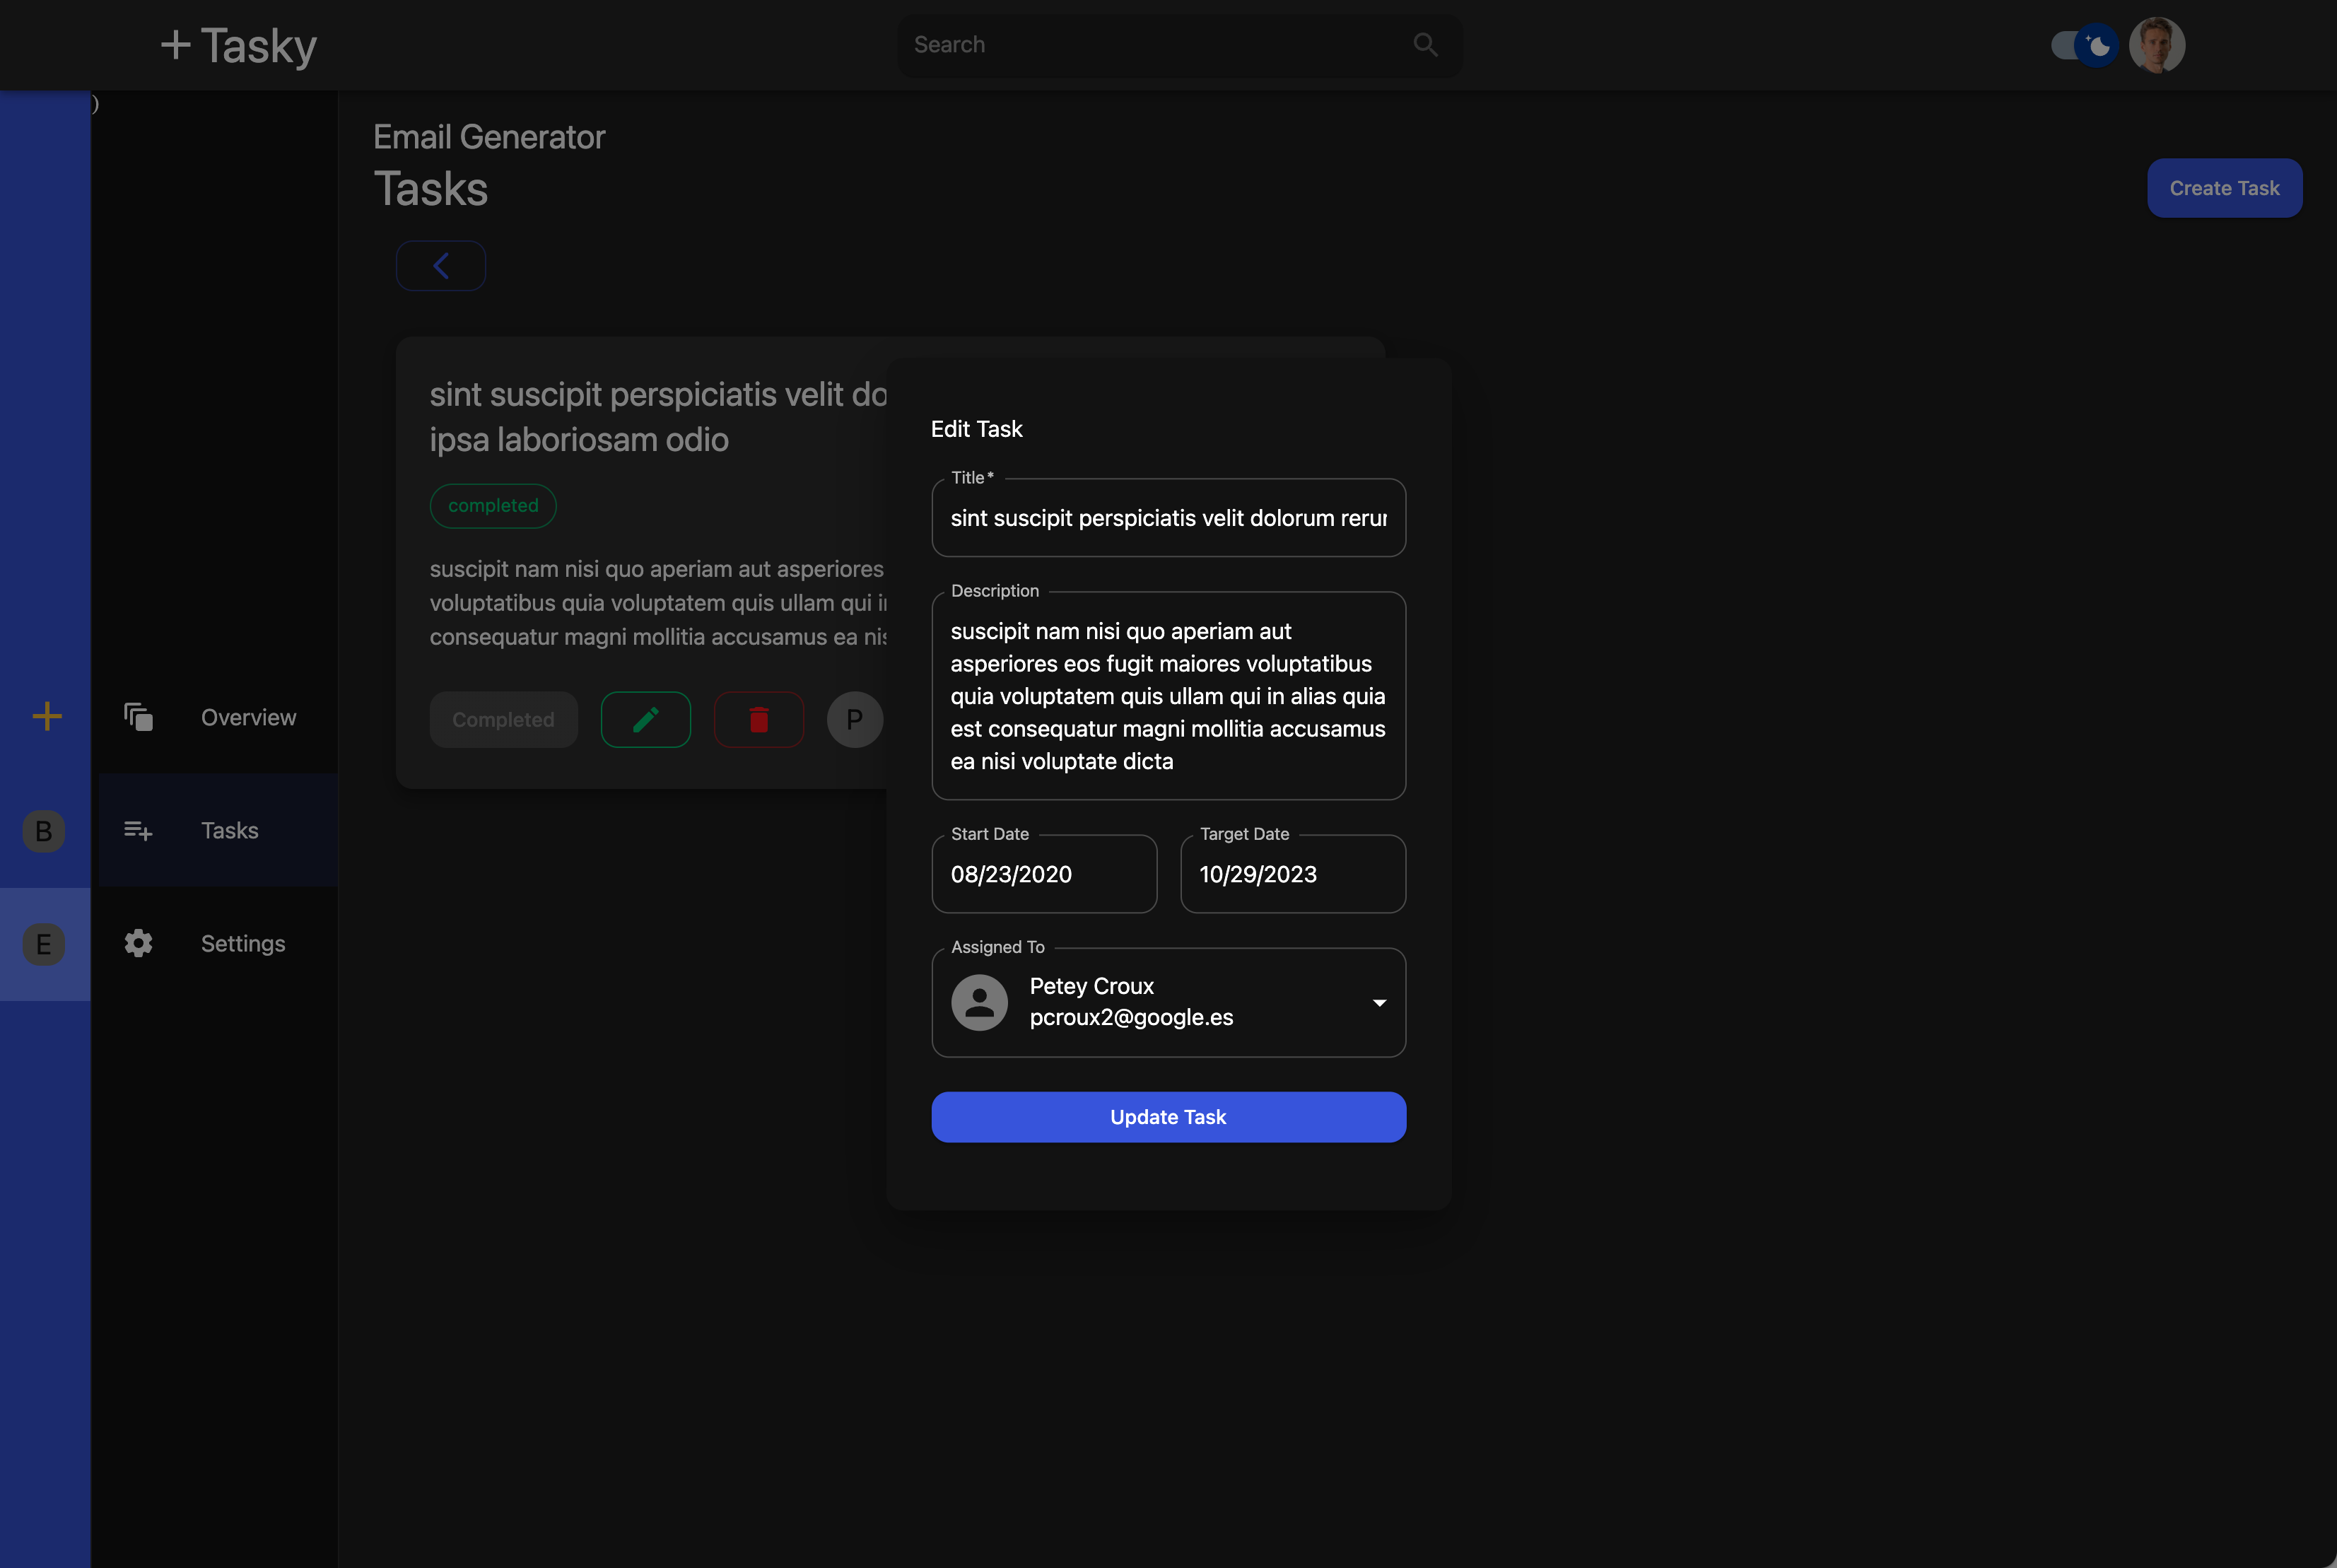 + Tasky
Search
)
Email Generator
Tasks
Create Task
sint suscipit perspiciatis velit do
ipsa laboriosam odio
completed
suscipit nam nisi quo aperiam aut asperiores
voluptatibus quia voluptatem quis ullam qui
consequatur magni mollitia accusamus ea
Completed
P
Overview
B
Tasks
E
Settings
Edit Task
Title*
sint suscipit perspiciatis velit dolorum
Description
suscipit nam nisi quo aperiam aut
asperiores eos fugit maiores voluptatibus
quia voluptatem quis ullam qui in alias quia
est consequatur magni mollitia accusamus
ea nisi voluptate dicta
Start Date
08/23/2020
Target Date
10/29/2023
Assigned To
Petey Croux
pcroux2@google.es
Update Task